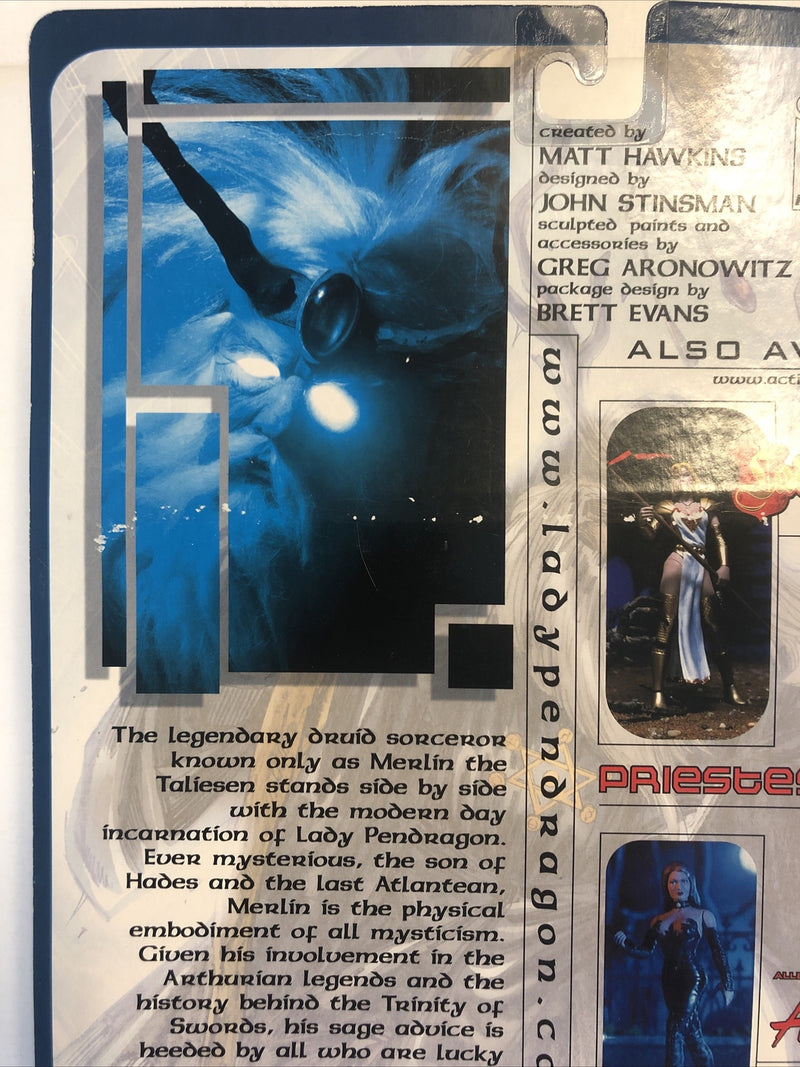 created by
MATT HAWKINS
designed by
JOHN STINSMAN
sculpted paints and
accessories by
GREG ARONOWITZ
package design by
BRETT EVANS
ALSO
www.acti
www.ladypendragon.co
PRIESTES
The legendary druid sorceror
known only as Merlin the
Taliesen stands side by side
with the modern day
incarnation of Lady Pendragon.
Ever mysterious, the son of
Hades and the last Atlantean,
Merlin is the physical
embodiment of all mysticism.
Given his involvement in the
Arthurian legends and the
history behind the Trinity of
Swords, his sage advice is
heeded by all who are lucky